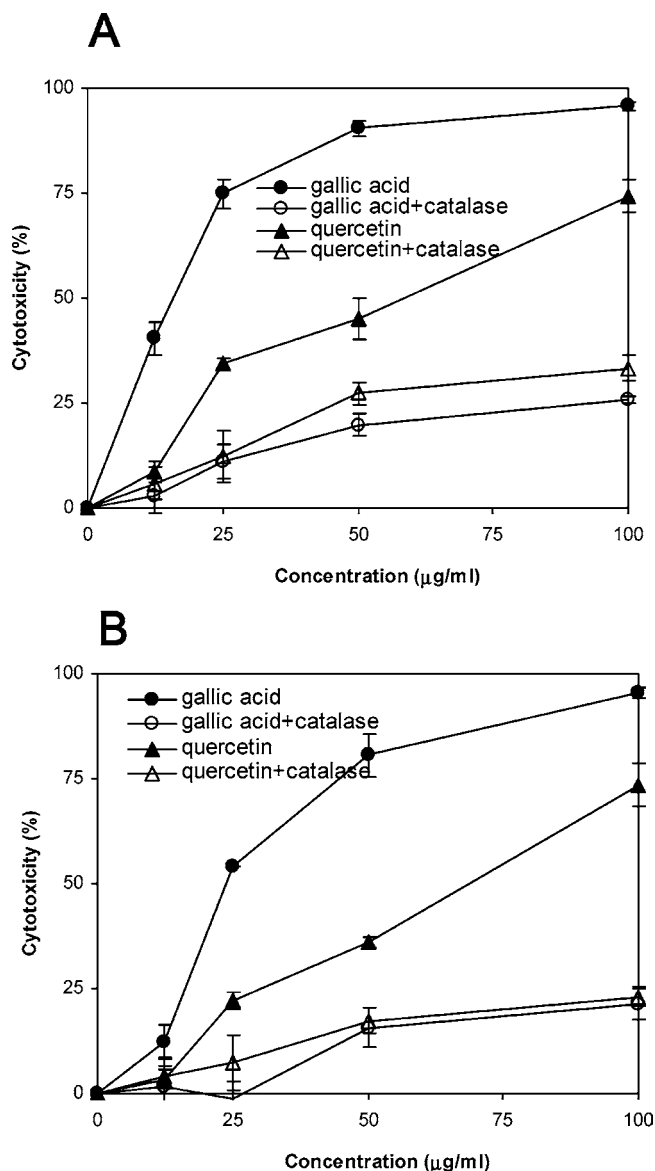 A
100
75
50
25
0
Cytotoxicity (%)
gallic acid
gallic acid+catalase
quercetin
quercetin+catalase
0 25 50 75 100
Concentration (μg/ml)
B
100
75
50
25
0
Cytotoxicity (%)
gallic acid
gallic acid+catalase
quercetin
quercetin+catalase
0 25 50 75 100
Concentration (μg/ml)